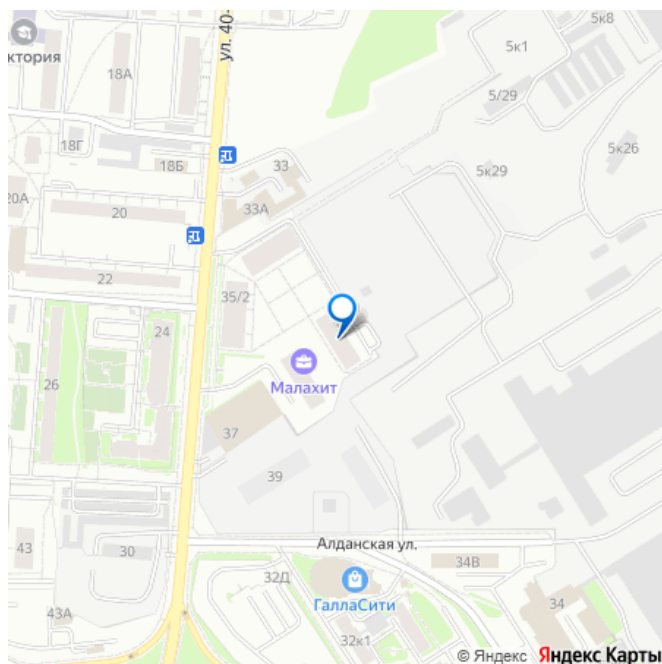 ктория
18А
ул. 40-
5к8
5к1
5/29
18Г
18Б
33
5к29
5к26
20А
20
33А
22
35/2
24
26
Малахит
37
39
43
30
Алданская ул.
34В
32Д
ГаллаСити
34
43А
32к1
© Яндекс Яндекс Карты